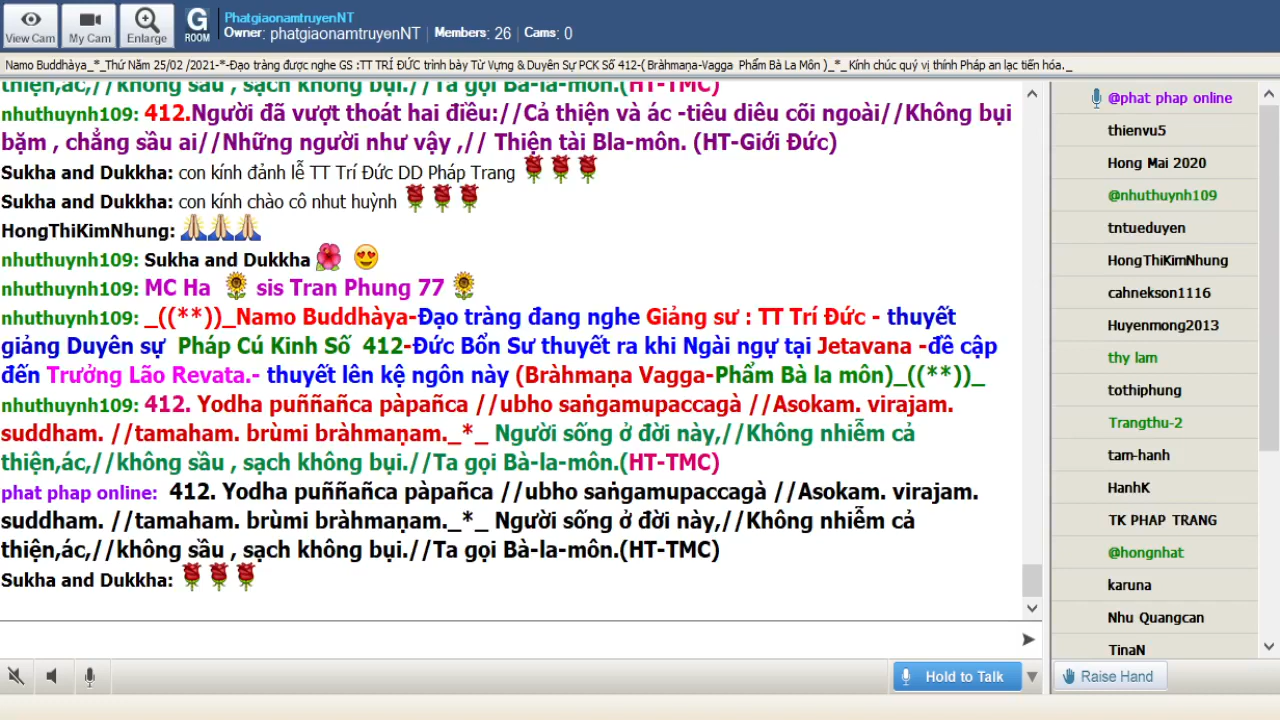 View Cam
My Cam
Enlarge
G
ROOM
PhatgiaonamtruyenNT
Owner: phatgiaonamtruyenNT | Members: 26 | Cams: 0
Namo Buddhàya_*_Thứ Năm 25/02 /2021-*-Đạo tràng được nghe GS :TT TRÍ ĐỨC trình bày Từ Vựng & Duyên Sự PCK Số 412-( Bràhmaṇa-Vagga Phẩm Bà La Môn )_*_ Kính chúc quý vị thính Pháp an lạc tiến hóa._
thiện,ác,//không sầu , sạch không bụi.//Ta gọi Bà-la-môn.(HT-TMC)
nhuthuynh109: 412.Người đã vượt thoát hai điều://Cả thiện và ác -tiêu diêu cõi ngoài//Không bụi
bặm , chẳng sầu ai//Những người như vậy ,// Thiện tài Bla-môn. (HT-Giới Đức)
Sukha and Dukkha: con kính đảnh lễ TT Trí Đức DD Pháp Trang
Sukha and Dukkha: con kính chào cô nhut huỳnh
HongThiKimNhung:
nhuthuynh109: Sukha and Dukkha
nhuthuynh109: MC Ha sis Tran Phung 77
nhuthuynh109: _((**))_Namo Buddhàya-Đạo tràng đang nghe Giảng sư : TT Trí Đức - thuyết
giảng Duyên sự Pháp Cú Kinh Số 412-Đức Bổn Sư thuyết ra khi Ngài ngự tại Jetavana -đề cập
đến Trưởng Lão Revata.- thuyết lên kệ ngôn này (Bràhmaṇa Vagga-Phẩm Bà la môn)_((**))_
nhuthuynh109: 412. Yodha puññañca pàpañca //ubho saṅgamupaccagà //Asokam. virajam.
suddham. //tamaham. brùmi bràhmaṇam._*_ Người sống ở đời này,//Không nhiễm cả
thiện,ác,//không sầu , sạch không bụi.//Ta gọi Bà-la-môn.(HT-TMC)
phat phap online: 412. Yodha puññañca pàpañca //ubho saṅgamupaccagà //Asokam. virajam.
suddham. //tamaham. brùmi bràhmaṇam._*_ Người sống ở đời này,//Không nhiễm cả
thiện,ác,//không sầu , sạch không bụi.//Ta gọi Bà-la-môn.(HT-TMC)
Sukha and Dukkha:
Hold to Talk
@phat phap online
thienvu5
Hong Mai 2020
@nhuthuynh109
tntueduyen
HongThiKimNhung
cahnekson1116
Huyenmong2013
thy lam
tothiphung
Trangthu-2
tam-hanh
HanhK
TK PHAP TRANG
@hongnhat
karuna
Nhu Quangcan
TinaN
Raise Hand